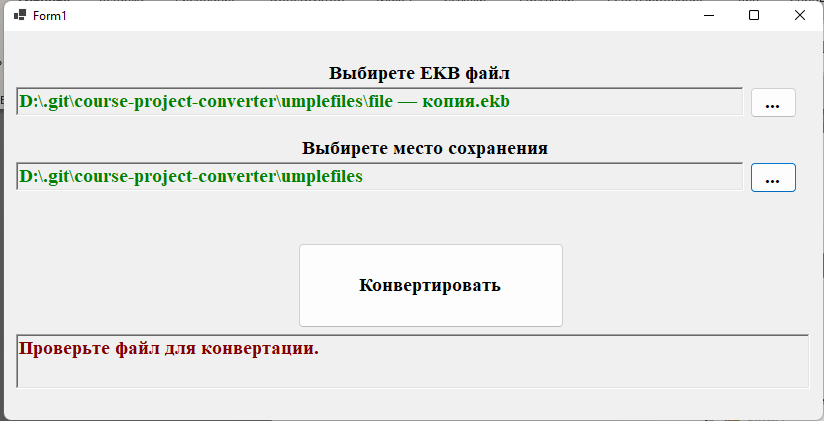 Form1
Выбирете EKB файл
D:\.git\course-project-converter\umplefiles\file — копия.ekb
...
Выбирете место сохранения
D:\.git\course-project-converter\umplefiles
...
Конвертировать
Проверьте файл для конвертации.